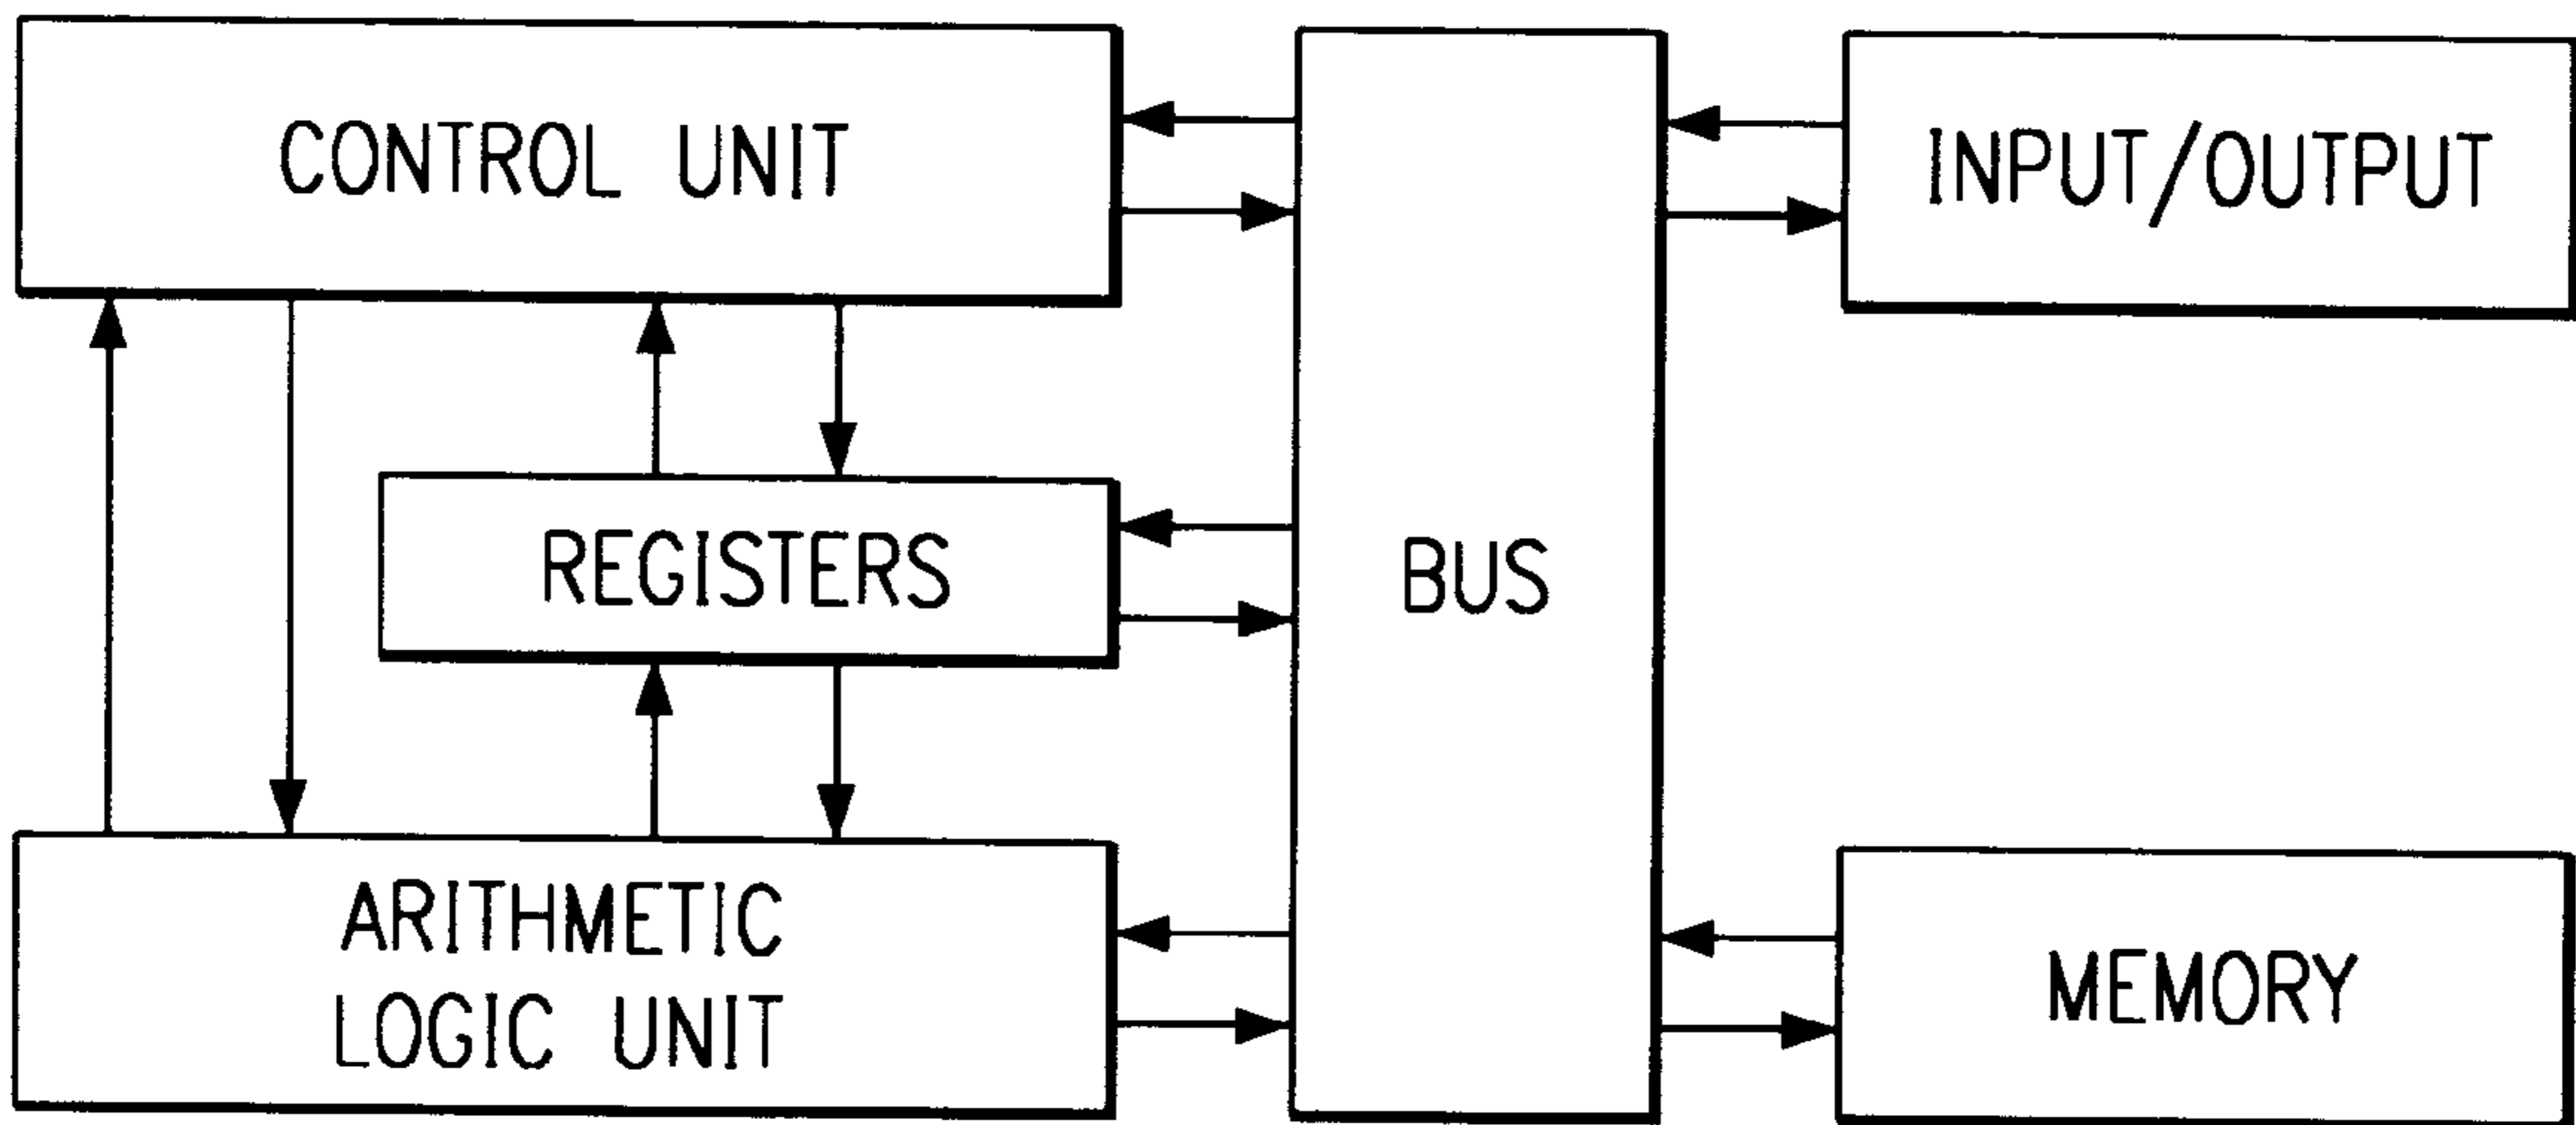 CONTROL UNIT
INPUT/OUTPUT
REGISTERS
BUS
ARITHMETIC
LOGIC UNIT
MEMORY